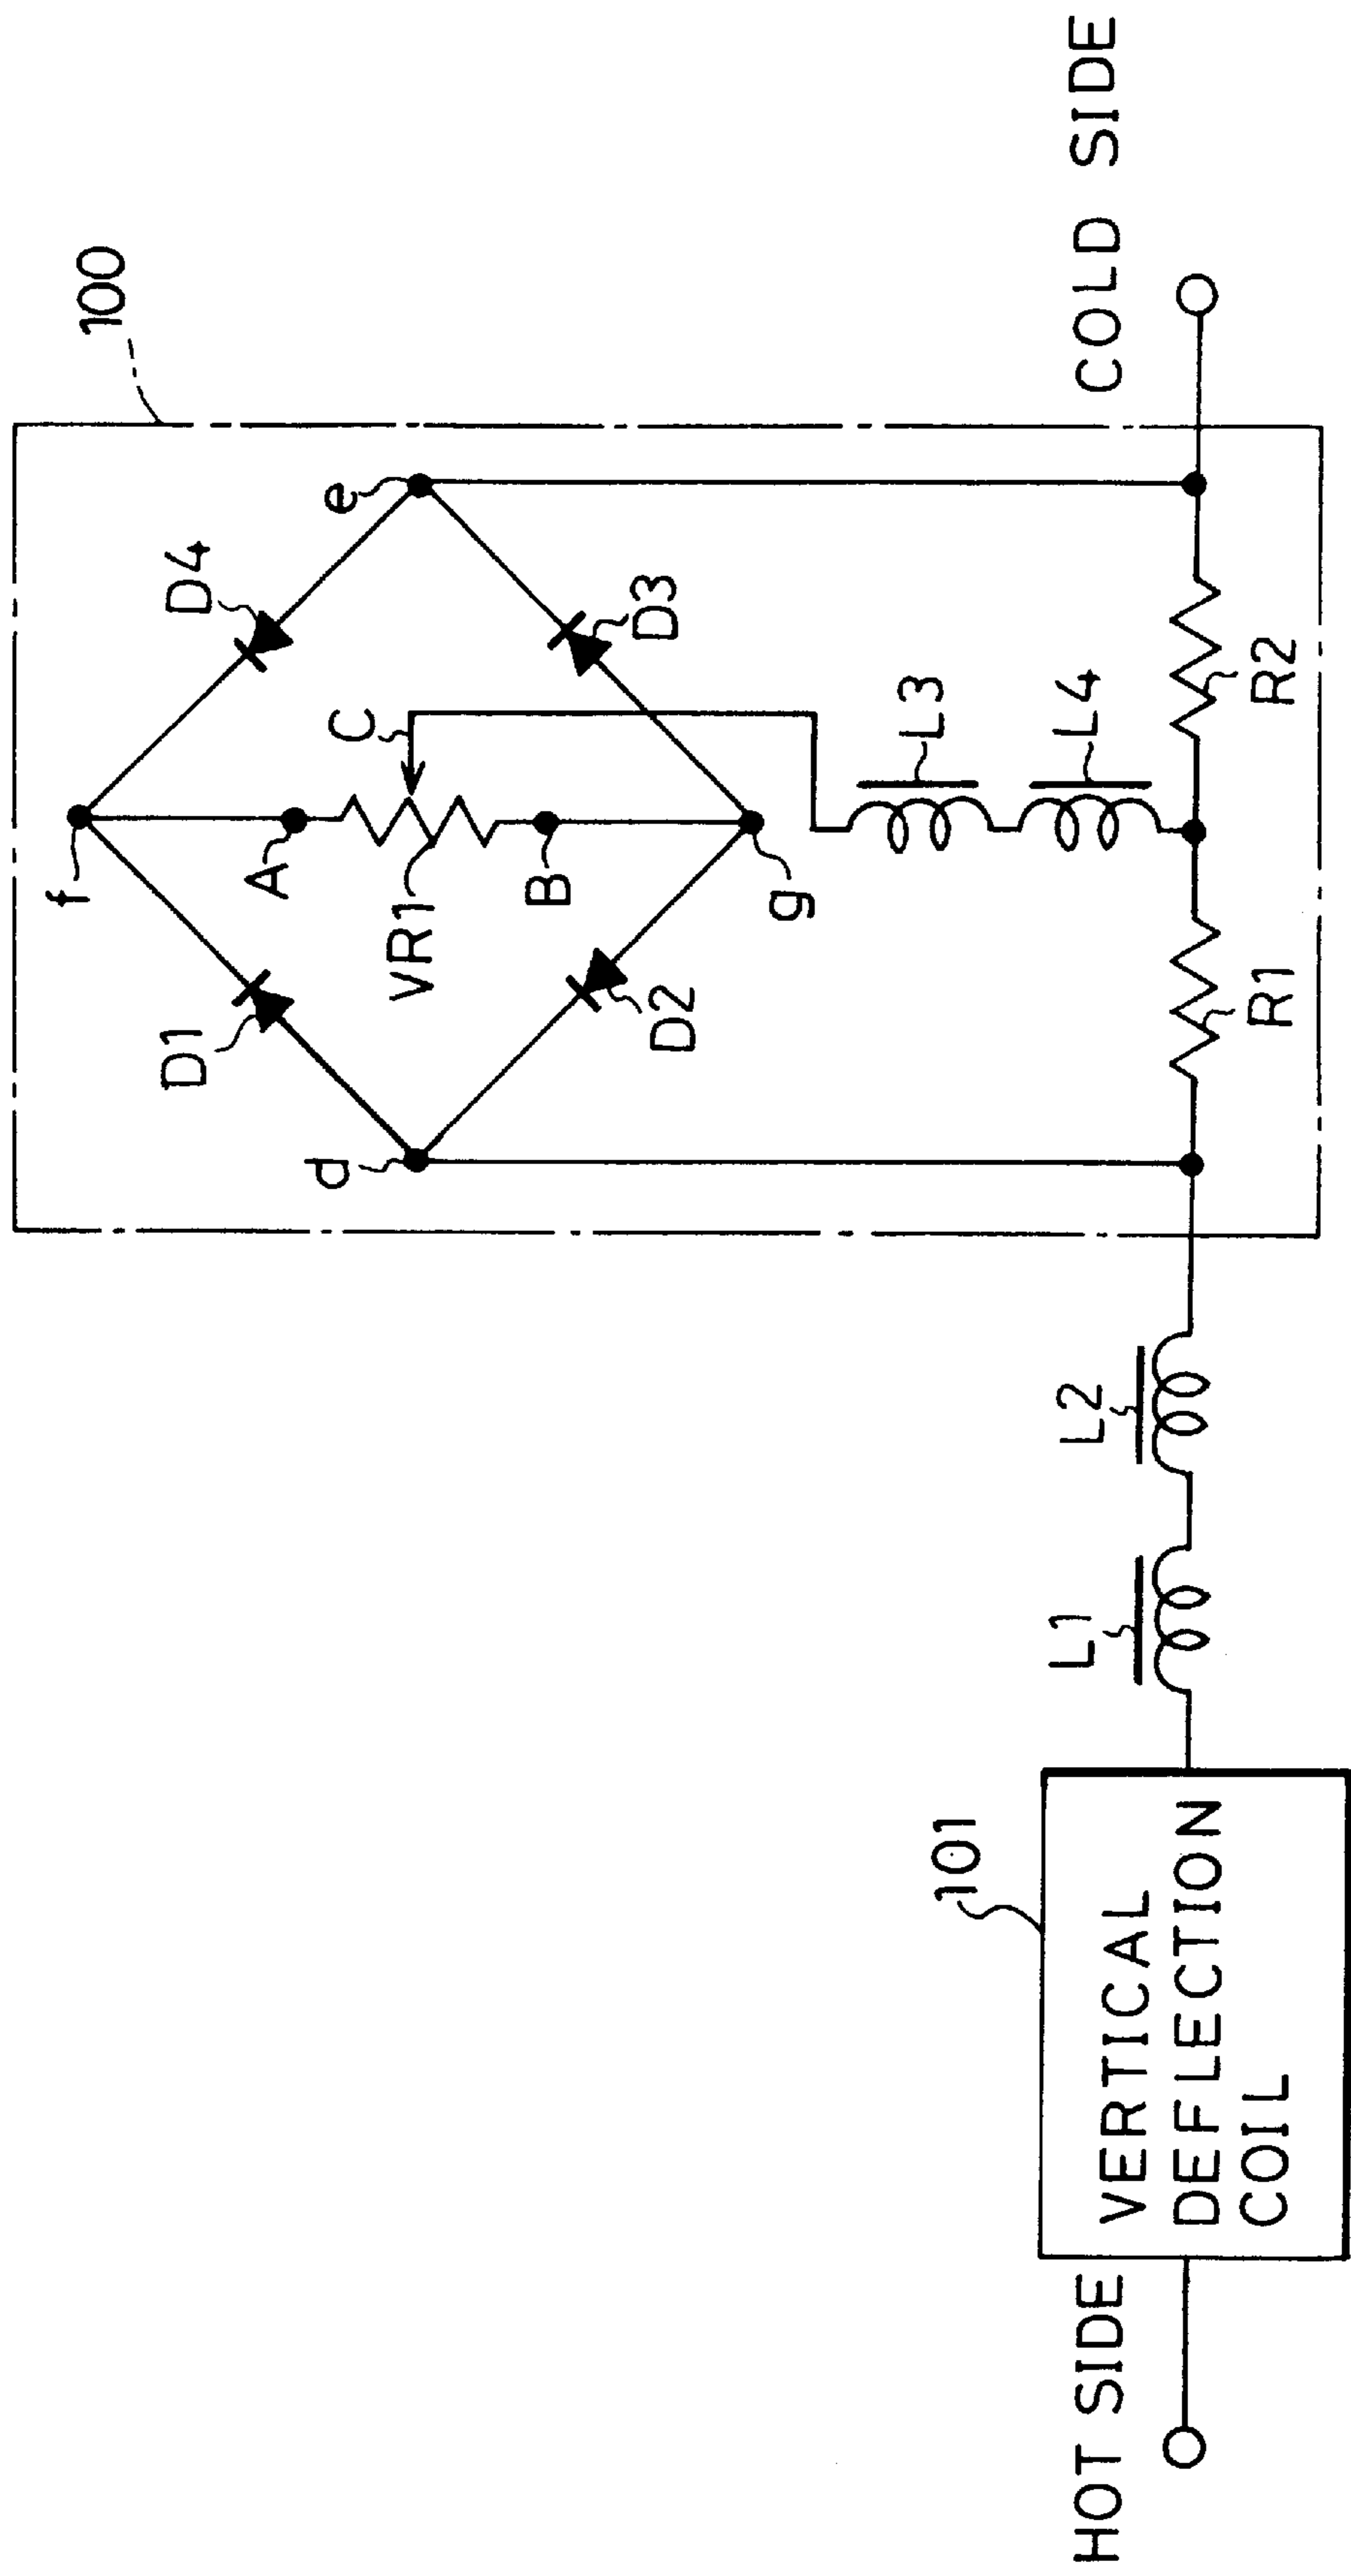 100
f
D1
D4
e
A
C
VR1
B
d
D2
D3
g
L3
L4
R1
R2
L1
L2
101
VERTICAL
DEFLECTION
COIL
HOT SIDE
COLD SIDE